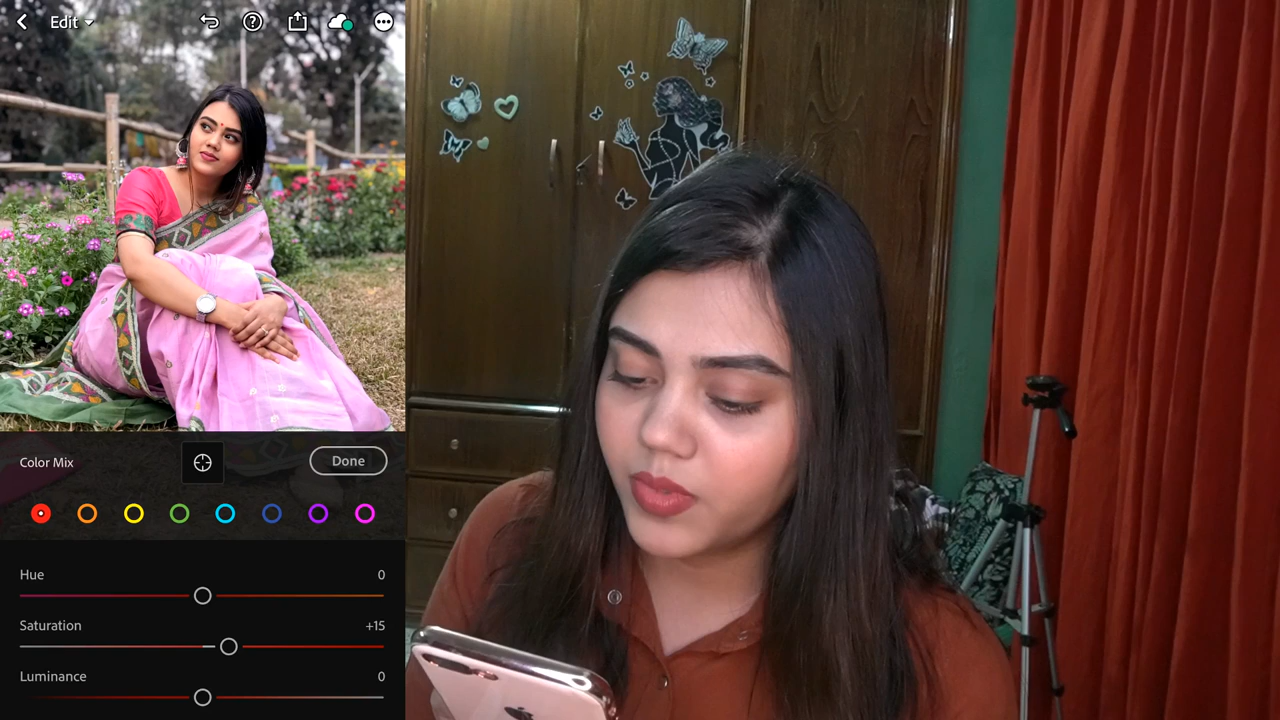 Edit
Color Mix
Done
Hue 0
Saturation +15
Luminance 0